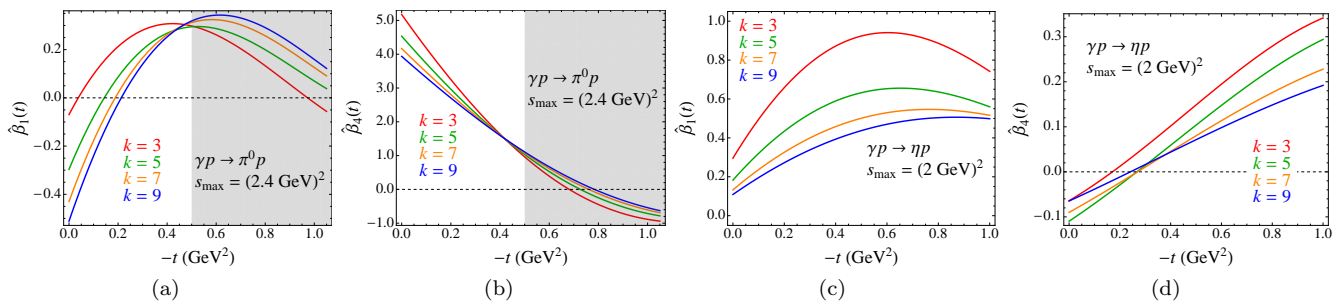 0.2
0.0
-0.2
-0.4
β̂₁(t)
k = 3
k = 5
k = 7
k = 9
γp → π⁰p
s_max = (2.4 GeV)²
0.0 0.2 0.4 0.6 0.8 1.0
−t (GeV²)
(a)
5.0
4.0
3.0
2.0
1.0
0.0
-1.0
β̂₄(t)
γp → π⁰p
s_max = (2.4 GeV)²
k = 3
k = 5
k = 7
k = 9
0.0 0.2 0.4 0.6 0.8 1.0
−t (GeV²)
(b)
1.0
0.8
0.6
0.4
0.2
0.0
β̂₁(t)
k = 3
k = 5
k = 7
k = 9
γp → ηp
s_max = (2 GeV)²
0.0 0.2 0.4 0.6 0.8 1.0
−t (GeV²)
(c)
0.3
0.2
0.1
0.0
-0.1
β̂₄(t)
γp → ηp
s_max = (2 GeV)²
k = 3
k = 5
k = 7
k = 9
0.0 0.2 0.4 0.6 0.8 1.0
−t (GeV²)
(d)